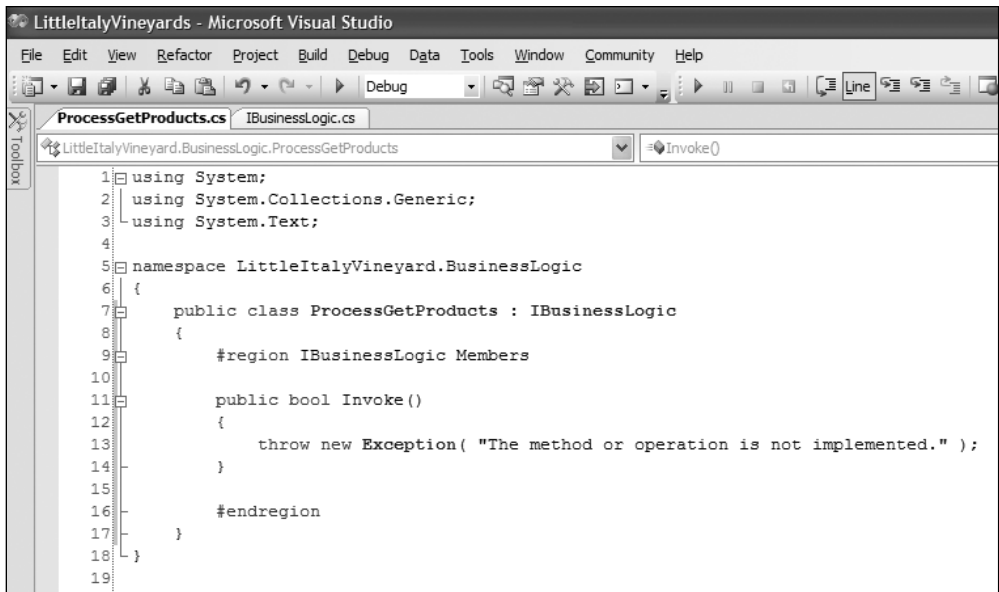 LittleItalyVineyards - Microsoft Visual Studio
File Edit View Refactor Project Build Debug Data Tools Window Community Help
Debug Line
Toolbox
ProcessGetProducts.cs IBusinessLogic.cs
LittleItalyVineyard.BusinessLogic.ProcessGetProducts Invoke()
1 using System;
2 using System.Collections.Generic;
3 using System.Text;
4
5 namespace LittleItalyVineyard.BusinessLogic
6 {
7 public class ProcessGetProducts : IBusinessLogic
8 {
9 #region IBusinessLogic Members
10
11 public bool Invoke()
12 {
13 throw new Exception( "The method or operation is not implemented." );
14 }
15
16 #endregion
17 }
18 }
19